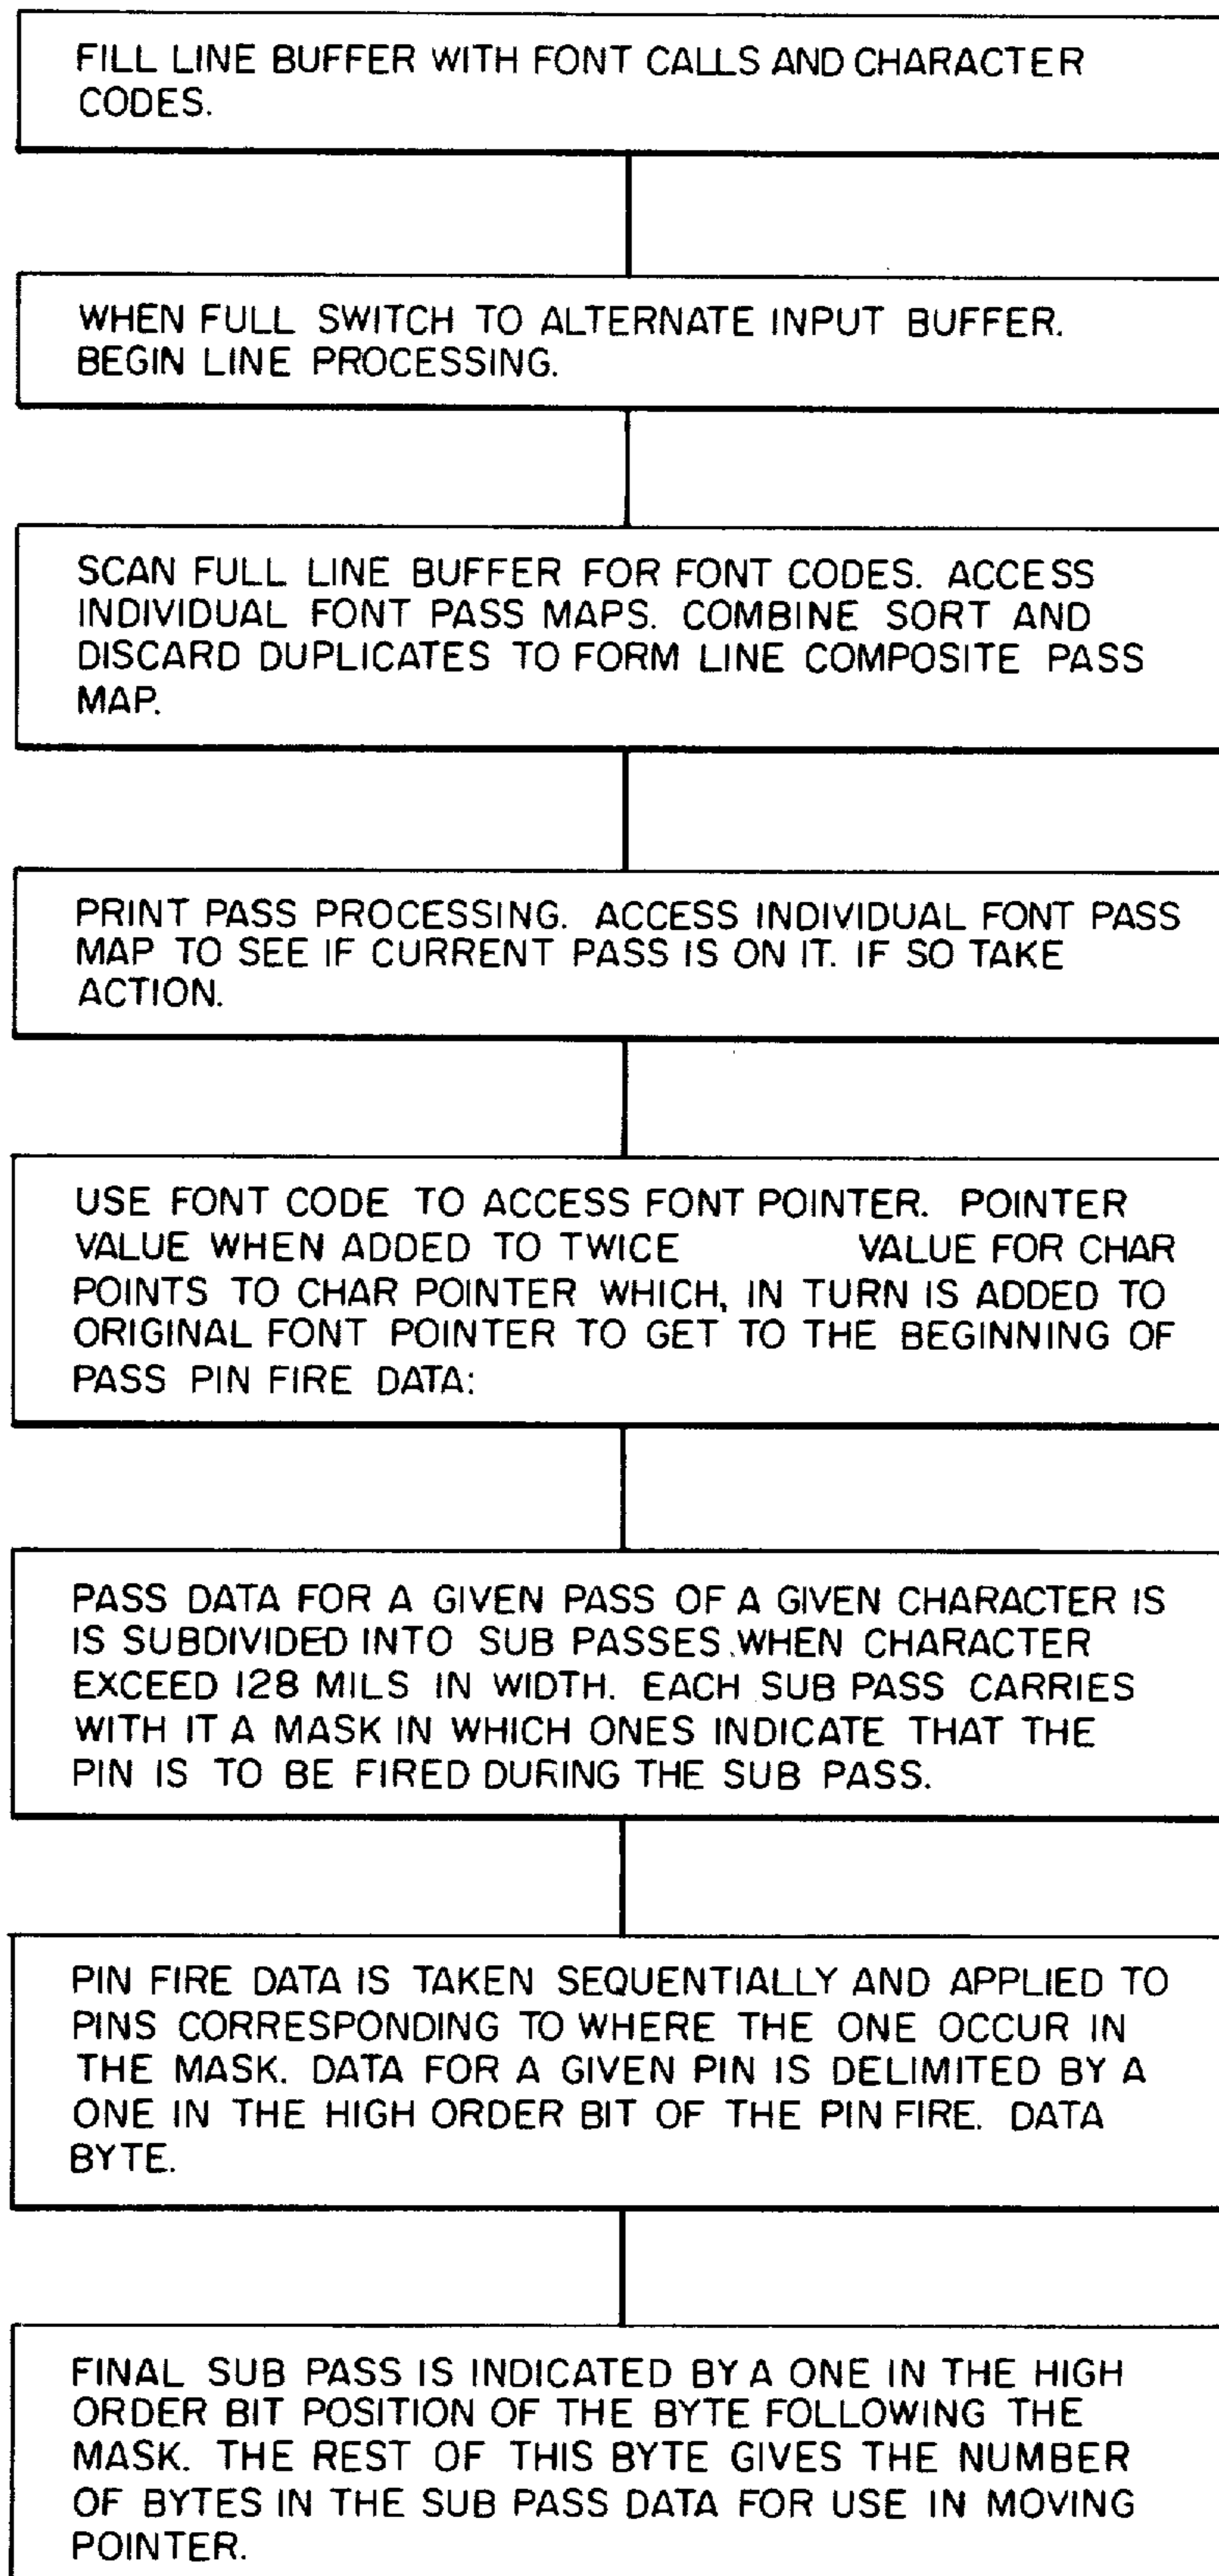 FILL LINE BUFFER WITH FONT CALLS AND CHARACTER
CODES.
WHEN FULL SWITCH TO ALTERNATE INPUT BUFFER.
BEGIN LINE PROCESSING.
SCAN FULL LINE BUFFER FOR FONT CODES. ACCESS
INDIVIDUAL FONT PASS MAPS. COMBINE SORT AND
DISCARD DUPLICATES TO FORM LINE COMPOSITE PASS
MAP.
PRINT PASS PROCESSING. ACCESS INDIVIDUAL FONT PASS
MAP TO SEE IF CURRENT PASS IS ON IT. IF SO TAKE
ACTION.
USE FONT CODE TO ACCESS FONT POINTER. POINTER
VALUE WHEN ADDED TO TWICE VALUE FOR CHAR
POINTS TO CHAR POINTER WHICH, IN TURN IS ADDED TO
ORIGINAL FONT POINTER TO GET TO THE BEGINNING OF
PASS PIN FIRE DATA:
PASS DATA FOR A GIVEN PASS OF A GIVEN CHARACTER IS
IS SUBDIVIDED INTO SUB PASSES WHEN CHARACTER
EXCEED 128 MILS IN WIDTH. EACH SUB PASS CARRIES
WITH IT A MASK IN WHICH ONES INDICATE THAT THE
PIN IS TO BE FIRED DURING THE SUB PASS.
PIN FIRE DATA IS TAKEN SEQUENTIALLY AND APPLIED TO
PINS CORRESPONDING TO WHERE THE ONE OCCUR IN
THE MASK. DATA FOR A GIVEN PIN IS DELIMITED BY A
ONE IN THE HIGH ORDER BIT OF THE PIN FIRE. DATA
BYTE.
FINAL SUB PASS IS INDICATED BY A ONE IN THE HIGH
ORDER BIT POSITION OF THE BYTE FOLLOWING THE
MASK. THE REST OF THIS BYTE GIVES THE NUMBER
OF BYTES IN THE SUB PASS DATA FOR USE IN MOVING
POINTER.